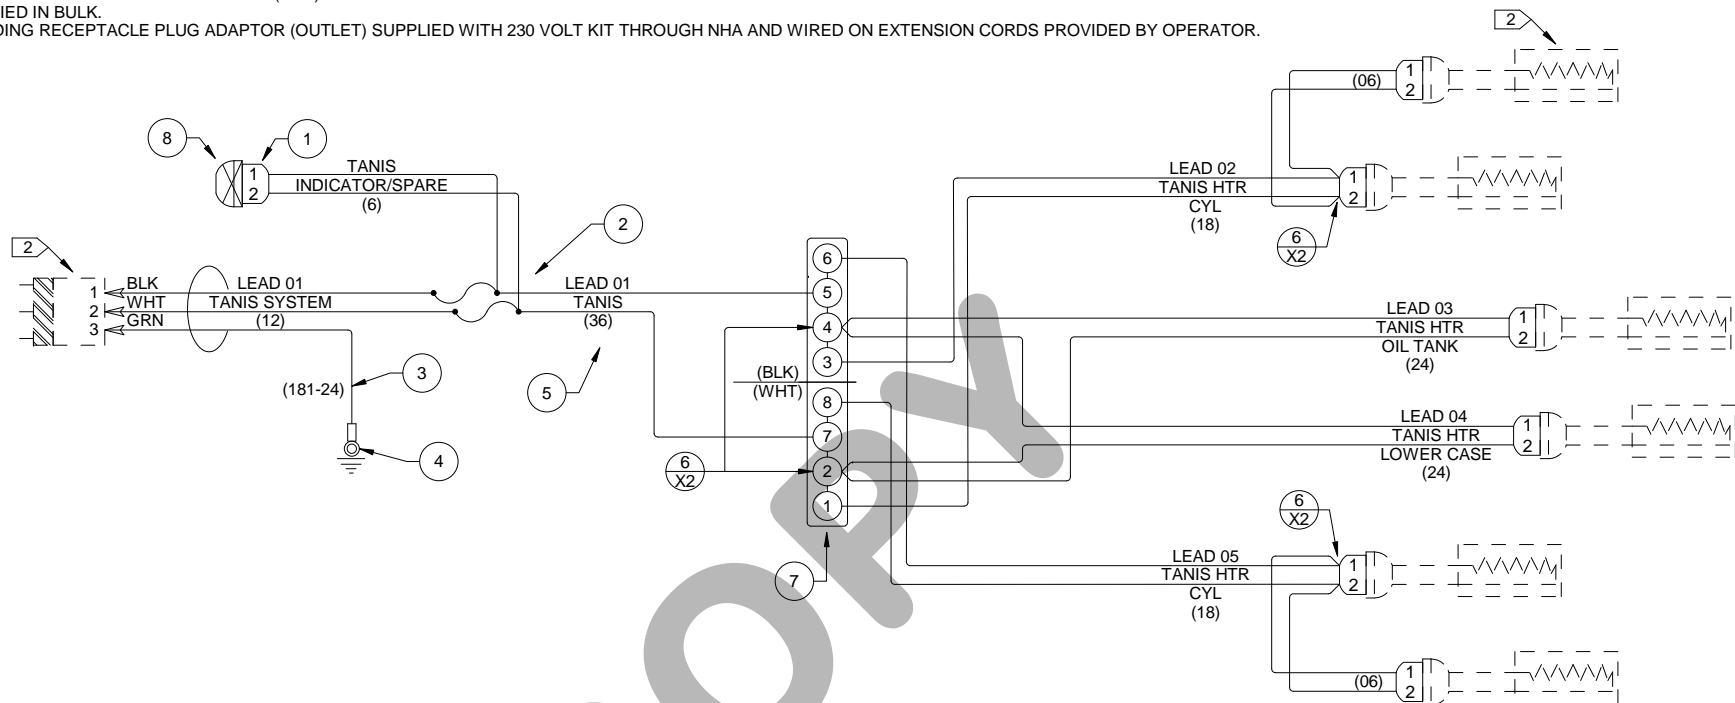 IED IN BULK.
DING RECEPTACLE PLUG ADAPTOR (OUTLET) SUPPLIED WITH 230 VOLT KIT THROUGH NHA AND WIRED ON EXTENSION CORDS PROVIDED BY OPERATOR.
2
(06)
1
2
8
1
TANIS
1
2
INDICATOR/SPARE
(6)
LEAD 02
TANIS HTR
CYL
(18)
1
2
6
X2
2
2
BLK
LEAD 01
1
WHT
TANIS SYSTEM
2
GRN
(12)
3
LEAD 01
TANIS
(36)
6
5
4
3
(BLK)
(WHT)
8
7
2
1
LEAD 03
TANIS HTR
OIL TANK
(24)
1
2
(181-24)
3
5
4
6
X2
LEAD 04
TANIS HTR
LOWER CASE
(24)
1
2
7
6
X2
LEAD 05
TANIS HTR
CYL
(18)
1
2
(06)
1
2
OPY